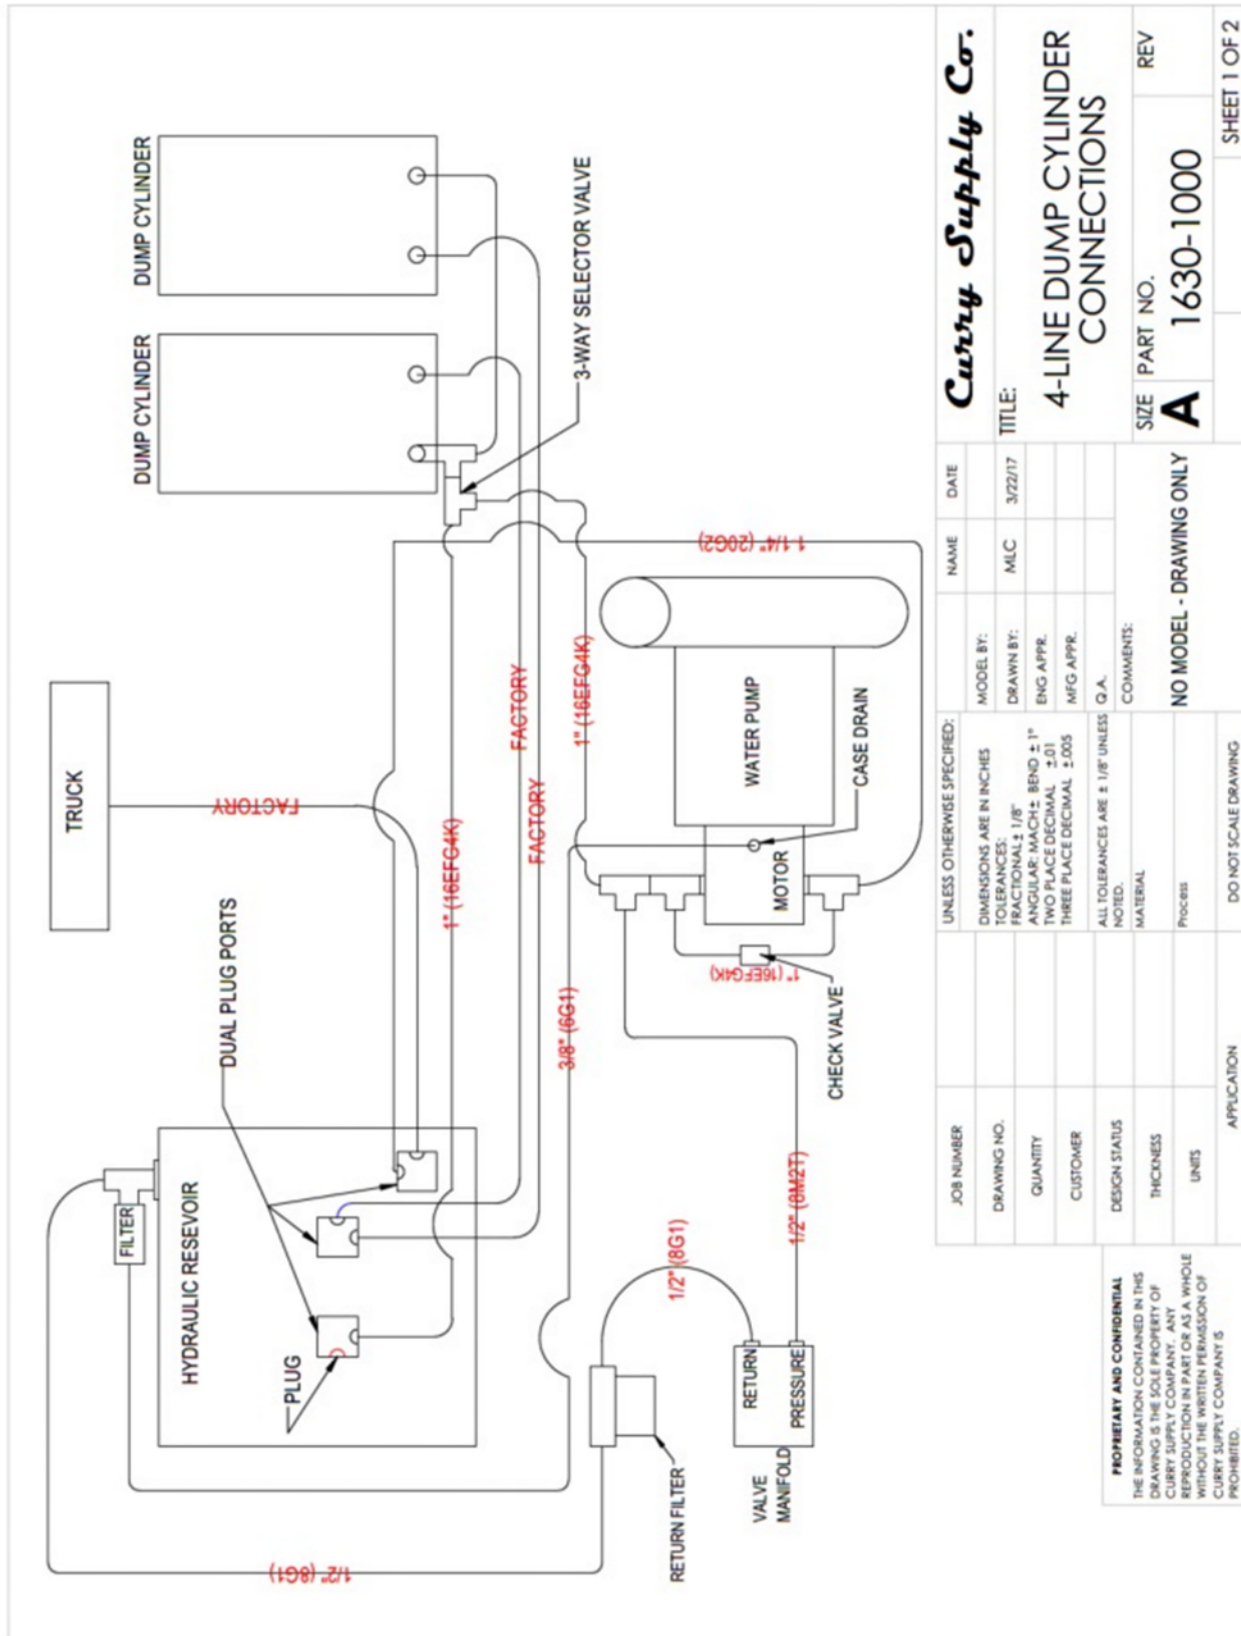 TRUCK
DUMP CYLINDER
DUMP CYLINDER
FACTORY
DUAL PLUG PORTS
3-WAY SELECTOR VALVE
HYDRAULIC RESEVOIR
FILTER
PLUG
1" (16EFG4K)
FACTORY
FACTORY
3/8" (6G1)
1" (16EFG4K)
1-1/4" (20G2)
WATER PUMP
CASE DRAIN
MOTOR
1" (16EFG4K)
CHECK VALVE
1/2" (8G1)
1/2" (8M2T)
1/2" (8G1)
RETURN FILTER
RETURN
PRESSURE
VALVE
MANIFOLD
PROPRIETARY AND CONFIDENTIAL
THE INFORMATION CONTAINED IN THIS
DRAWING IS THE SOLE PROPERTY OF
CURRY SUPPLY COMPANY. ANY
REPRODUCTION IN PART OR AS A WHOLE
WITHOUT THE WRITTEN PERMISSION OF
CURRY SUPPLY COMPANY IS
PROHIBITED.
JOB NUMBER
DRAWING NO.
QUANTITY
CUSTOMER
DESIGN STATUS
THICKNESS
UNITS
APPLICATION
UNLESS OTHERWISE SPECIFIED:
DIMENSIONS ARE IN INCHES
TOLERANCES:
FRACTIONAL ± 1/8"
ANGULAR: MACH ± BEND ± 1°
TWO PLACE DECIMAL ±.01
THREE PLACE DECIMAL ±.005
ALL TOLERANCES ARE ± 1/8" UNLESS
NOTED.
MATERIAL
Process
DO NOT SCALE DRAWING
NAME DATE
MODEL BY:
DRAWN BY: MLC 3/22/17
ENG APPR.
MFG APPR.
Q.A.
COMMENTS:
NO MODEL - DRAWING ONLY
Curry Supply Co.
TITLE:
4-LINE DUMP CYLINDER
CONNECTIONS
SIZE PART NO. REV
A 1630-1000
SHEET 1 OF 2